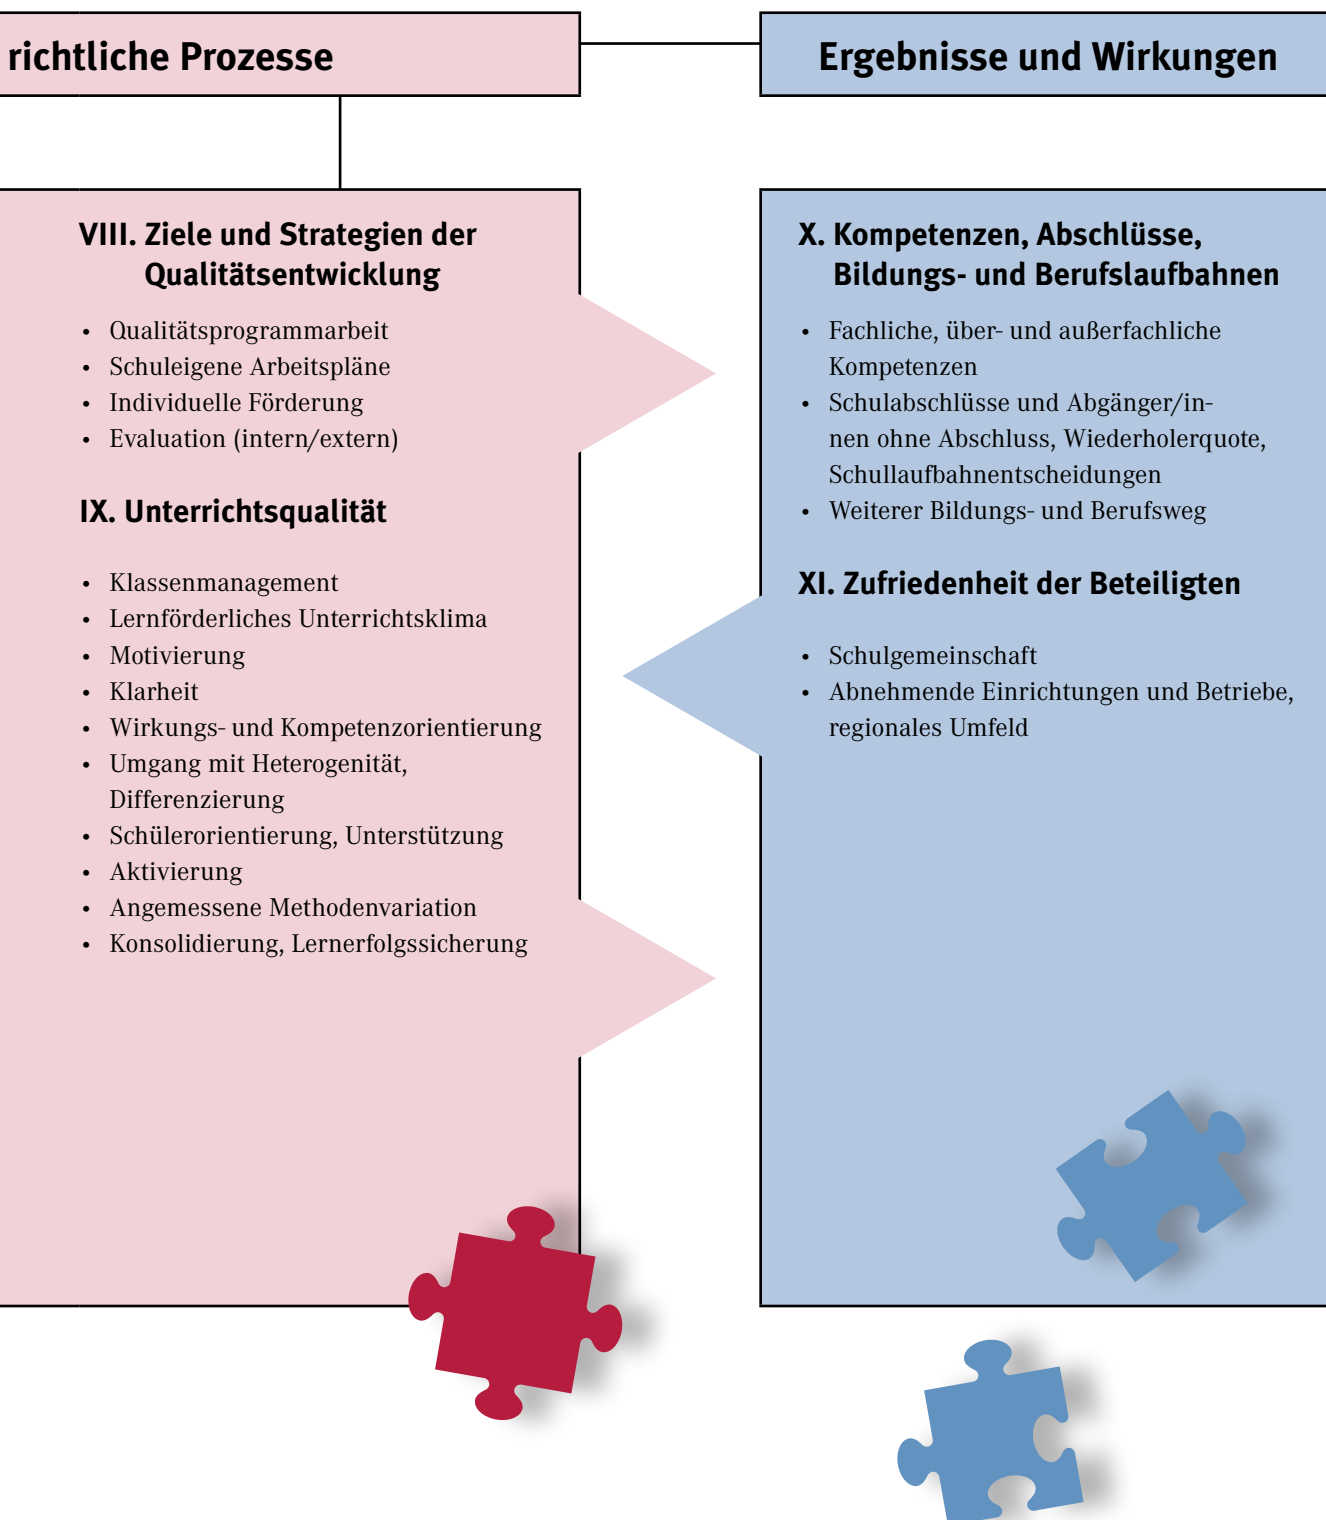 richtliche Prozesse
Ergebnisse und Wirkungen
VIII. Ziele und Strategien der
Qualitätsentwicklung
• Qualitätsprogrammarbeit
• Schuleigene Arbeitspläne
• Individuelle Förderung
• Evaluation (intern/extern)
IX. Unterrichtsqualität
• Klassenmanagement
• Lernförderliches Unterrichtsklima
• Motivierung
• Klarheit
• Wirkungs- und Kompetenzorientierung
• Umgang mit Heterogenität,
Differenzierung
• Schülerorientierung, Unterstützung
• Aktivierung
• Angemessene Methodenvariation
• Konsolidierung, Lernerfolgssicherung
X. Kompetenzen, Abschlüsse,
Bildungs- und Berufslaufbahnen
• Fachliche, über- und außerfachliche
Kompetenzen
• Schulabschlüsse und Abgänger/in-
nen ohne Abschluss, Wiederholerquote,
Schullaufbahnentscheidungen
• Weiterer Bildungs- und Berufsweg
XI. Zufriedenheit der Beteiligten
• Schulgemeinschaft
• Abnehmende Einrichtungen und Betriebe,
regionales Umfeld